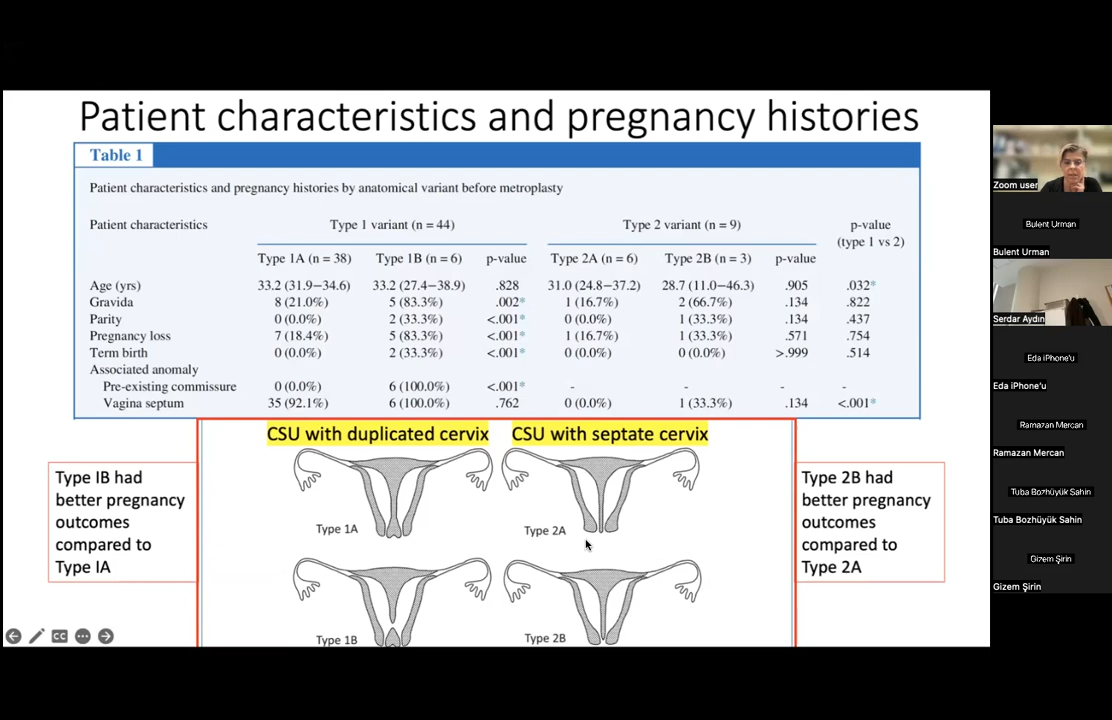 Patient characteristics and pregnancy histories
Table 1
Patient characteristics and pregnancy histories by anatomical variant before metroplasty
Patient characteristics Type 1 variant (n = 44) Type 2 variant (n = 9) p-value
(type 1 vs 2)
Type 1A (n = 38) Type 1B (n = 6) p-value Type 2A (n = 6) Type 2B (n = 3) p-value
Age (yrs) 33.2 (31.9–34.6) 33.2 (27.4–38.9) .828 31.0 (24.8–37.2) 28.7 (11.0–46.3) .905 .032*
Gravida 8 (21.0%) 5 (83.3%) .002* 1 (16.7%) 2 (66.7%) .134 .822
Parity 0 (0.0%) 2 (33.3%) <.001* 0 (0.0%) 1 (33.3%) .134 .437
Pregnancy loss 7 (18.4%) 5 (83.3%) <.001* 1 (16.7%) 1 (33.3%) .571 .754
Term birth 0 (0.0%) 2 (33.3%) <.001* 0 (0.0%) 0 (0.0%) >.999 .514
Associated anomaly
Pre-existing commissure 0 (0.0%) 6 (100.0%) <.001* - - - -
Vagina septum 35 (92.1%) 6 (100.0%) .762 0 (0.0%) 1 (33.3%) .134 <.001*
CSU with duplicated cervix CSU with septate cervix
Type IB had
better pregnancy
outcomes
compared to
Type IA
Type 1A
Type 2A
Type 1B
Type 2B
Type 2B had
better pregnancy
outcomes
compared to
Type 2A
CC
Zoom user
Bulent Urman
Bulent Urman
Serdar Aydın
Eda iPhone'u
Eda iPhone'u
Ramazan Mercan
Ramazan Mercan
Tuba Bozhüyük Sahin
Tuba Bozhüyük Sahin
Gizem Şirin
Gizem Şirin